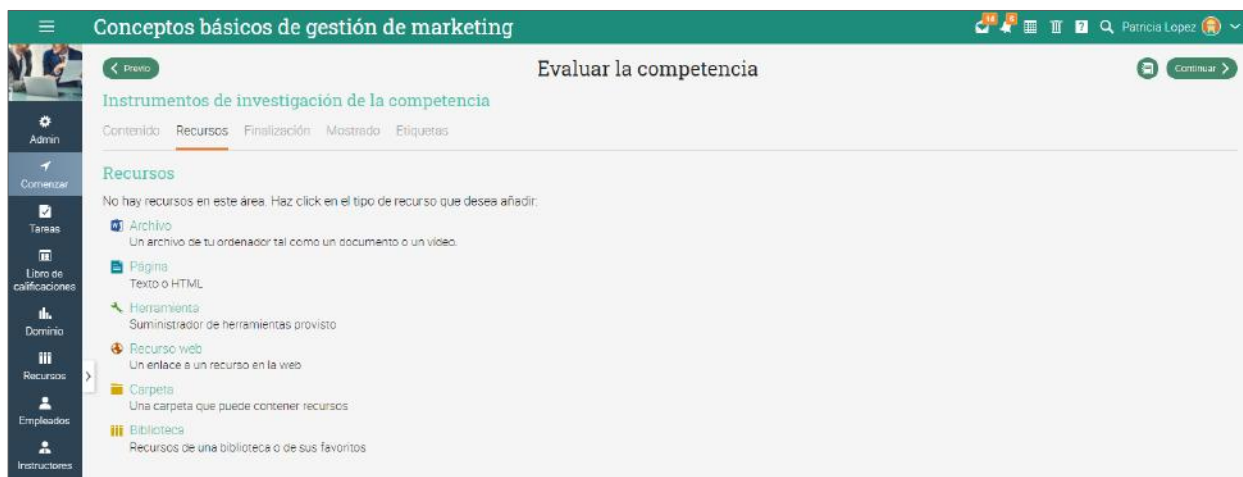 Conceptos básicos de gestión de marketing
Patricia Lopez
Previo
Evaluar la competencia
Continuar
Instrumentos de investigación de la competencia
Contenido Recursos Finalización Mostrado Etiquetas
Admin
Comenzar
Tareas
Libro de
calificaciones
Dominio
Recursos
Empleados
Instructores
Recursos
No hay recursos en este área. Haz click en el tipo de recurso que desea añadir:
Archivo
Un archivo de tu ordenador tal como un documento o un vídeo.
Página
Texto o HTML
Herramienta
Suministrador de herramientas provisto
Recurso web
Un enlace a un recurso en la web
Carpeta
Una carpeta que puede contener recursos
Biblioteca
Recursos de una biblioteca o de sus favoritos